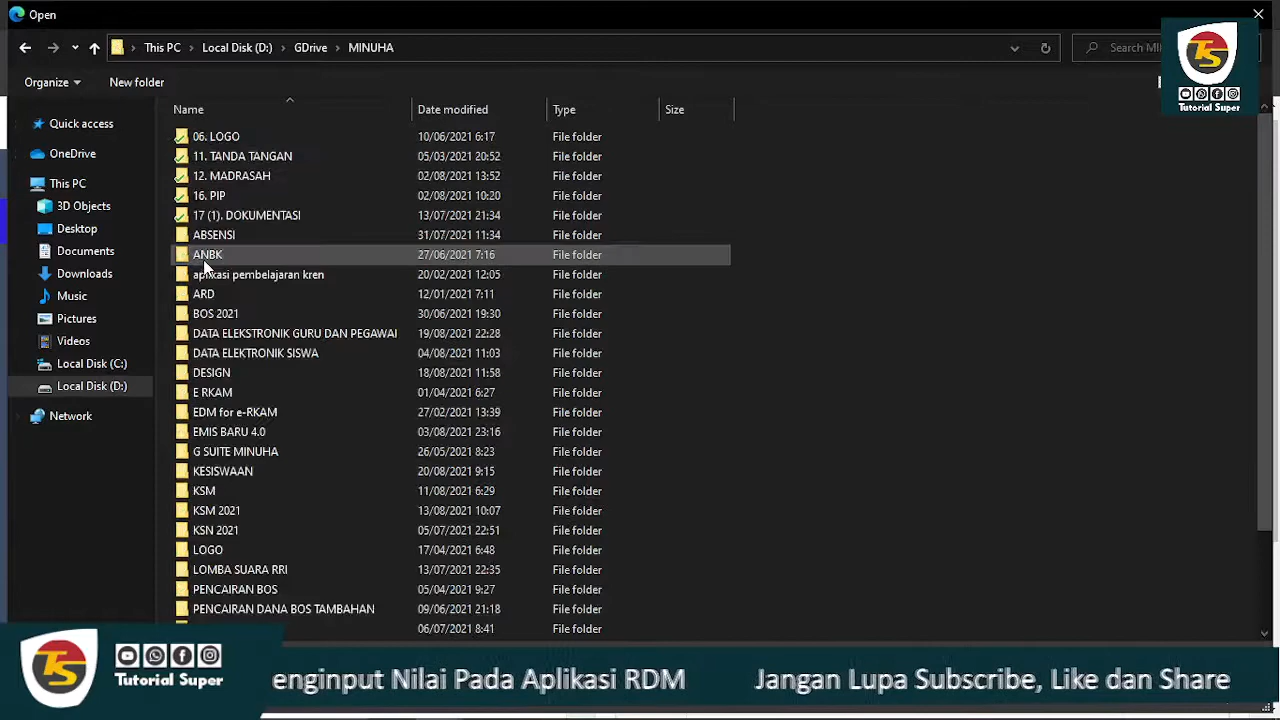 Open
This PC > Local Disk (D:) > GDrive > MINUHA
Search
Organize
New folder
Name
Date modified
Type
Size
Quick access
OneDrive
This PC
3D Objects
Desktop
Documents
Downloads
Music
Pictures
Videos
Local Disk (C:)
Local Disk (D:)
Network
06. LOGO 10/06/2021 6:17 File folder
11. TANDA TANGAN 05/03/2021 20:52 File folder
12. MADRASAH 02/08/2021 13:52 File folder
16. PIP 02/08/2021 10:20 File folder
17 (1). DOKUMENTASI 13/07/2021 21:34 File folder
ABSENSI 31/07/2021 11:34 File folder
ANBK 27/06/2021 7:16 File folder
aplikasi pembelajaran kren 20/02/2021 12:05 File folder
ARD 12/01/2021 7:11 File folder
BOS 2021 30/06/2021 19:30 File folder
DATA ELEKSTRONIK GURU DAN PEGAWAI 19/08/2021 22:28 File folder
DATA ELEKTRONIK SISWA 04/08/2021 11:03 File folder
DESIGN 18/08/2021 11:58 File folder
E RKAM 01/04/2021 6:27 File folder
EDM for e-RKAM 27/02/2021 13:39 File folder
EMIS BARU 4.0 03/08/2021 23:16 File folder
G SUITE MINUHA 26/05/2021 8:23 File folder
KESISWAAN 20/08/2021 9:15 File folder
KSM 11/08/2021 6:29 File folder
KSM 2021 13/08/2021 10:07 File folder
KSN 2021 05/07/2021 22:51 File folder
LOGO 17/04/2021 6:48 File folder
LOMBA SUARA RRI 13/07/2021 22:35 File folder
PENCAIRAN BOS 05/04/2021 9:27 File folder
PENCAIRAN DANA BOS TAMBAHAN 09/06/2021 21:18 File folder
06/07/2021 8:41 File folder
TS
Tutorial Super
TS
Tutorial Super
enginput Nilai Pada Aplikasi RDM Jangan Lupa Subscribe, Like dan Share